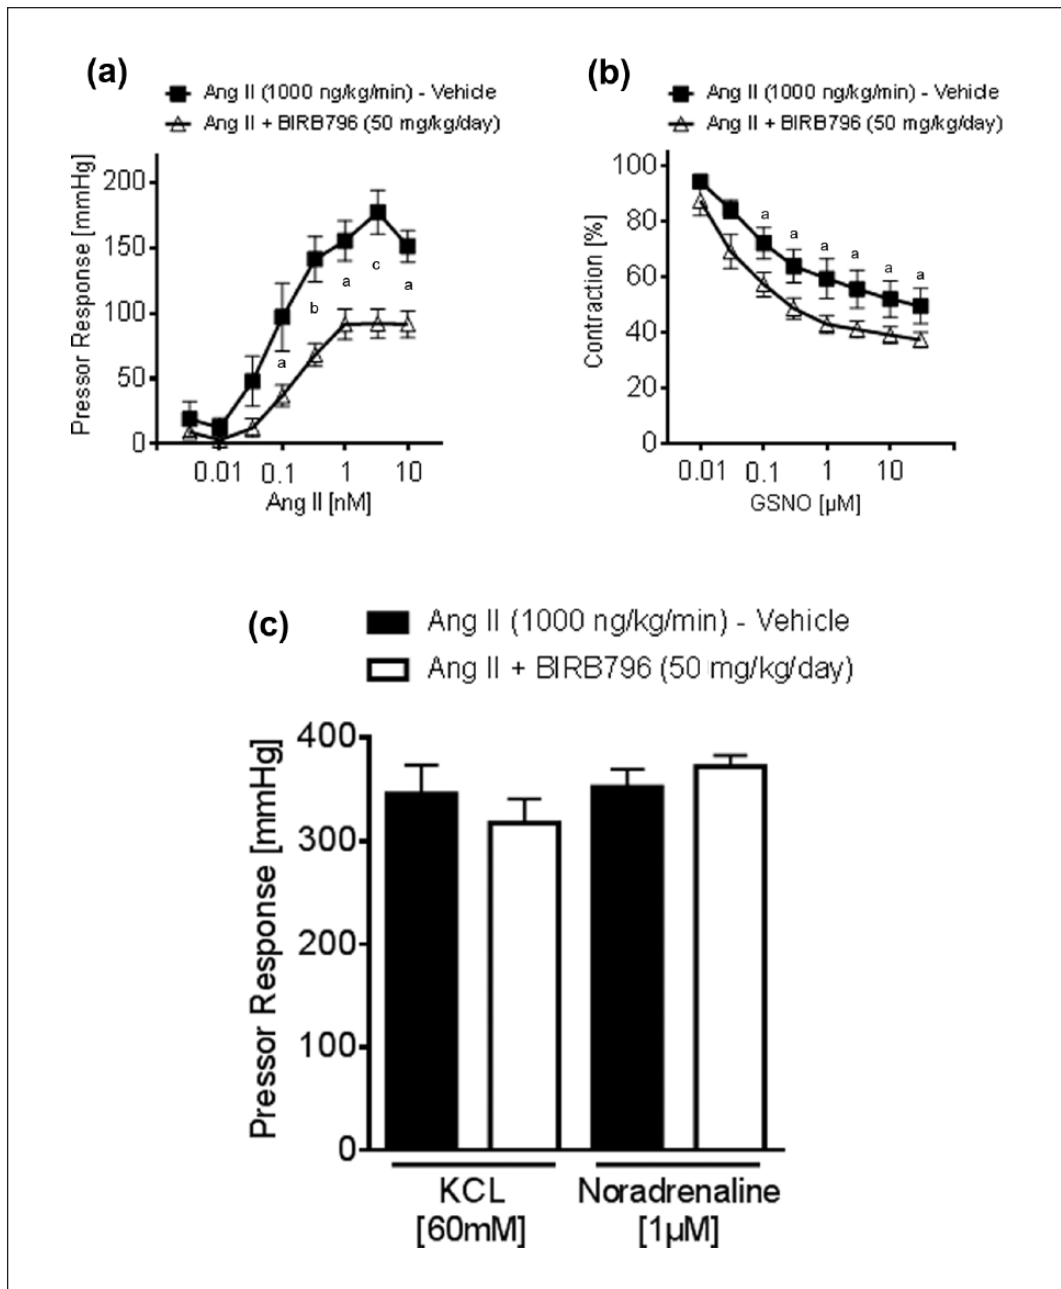 (a)
Ang II (1000 ng/kg/min) - Vehicle
Ang II + BIRB796 (50 mg/kg/day)
Pressor Response [mmHg]
200
150
100
50
0
a
b
a
c
a
0.01 0.1 1 10
Ang II [nM]
(b)
Ang II (1000 ng/kg/min) - Vehicle
Ang II + BIRB796 (50 mg/kg/day)
Contraction [%]
100
80
60
40
20
0
a
a
a
a
a
a
0.01 0.1 1 10
GSNO [µM]
(c)
Ang II (1000 ng/kg/min) - Vehicle
Ang II + BIRB796 (50 mg/kg/day)
Pressor Response [mmHg]
400
300
200
100
0
KCL
[60mM]
Noradrenaline
[1µM]